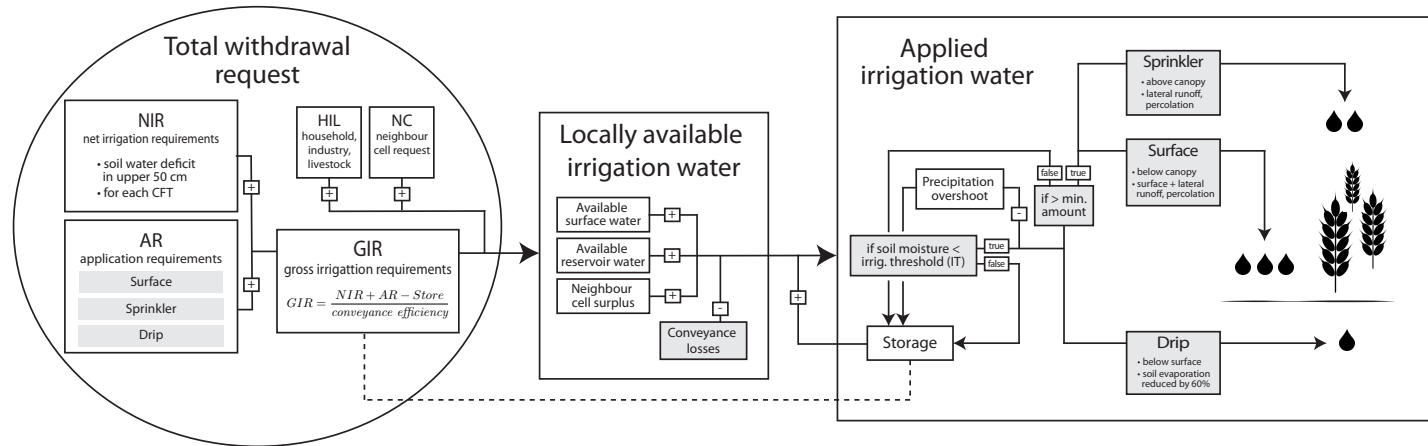 Total withdrawal
request
NIR
net irrigation requirements
• soil water deficit
in upper 50 cm
• for each CFT
HIL
household,
industry,
livestock
NC
neighbour
cell request
+
+
+
AR
application requirements
Surface
Sprinkler
Drip
+
GIR
gross irrigation requirements
GIR = NIR + AR − Store
conveyance efficiency
Locally available
irrigation water
Available
surface water
+
Available
reservoir water
+
Neighbour
cell surplus
+
-
Conveyance
losses
+
Applied
irrigation water
Precipitation
overshoot
-
false
true
if > min.
amount
if soil moisture <
irrig. threshold (IT)
true
false
Storage
Sprinkler
• above canopy
• lateral runoff,
percolation
Surface
• below canopy
• surface + lateral
runoff, percolation
Drip
• below surface
• soil evaporation
reduced by 60%